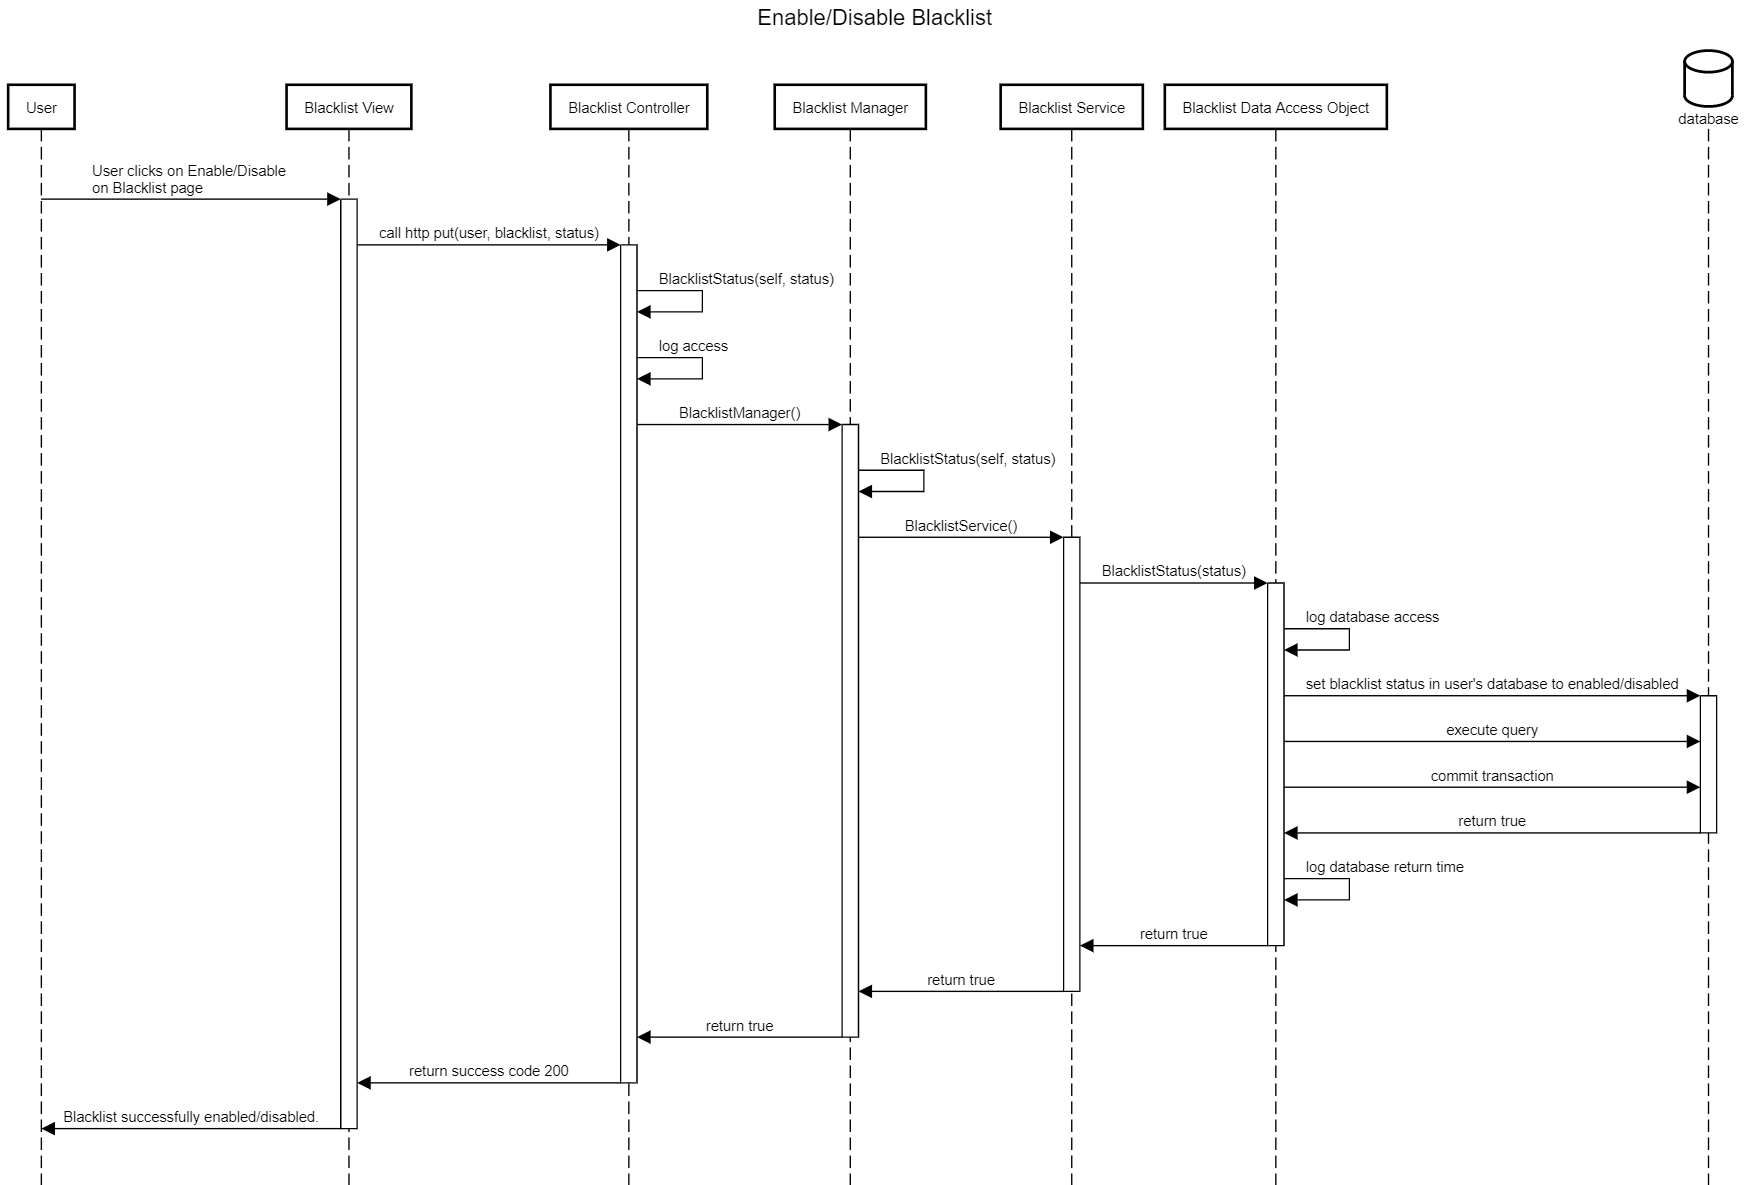 Enable/Disable Blacklist
User
Blacklist View
Blacklist Controller
Blacklist Manager
Blacklist Service
Blacklist Data Access Object
database
User clicks on Enable/Disable
on Blacklist page
call http put(user, blacklist, status)
BlacklistStatus(self, status)
log access
BlacklistManager()
BlacklistStatus(self, status)
BlacklistService()
BlacklistStatus(status)
log database access
set blacklist status in user's database to enabled/disabled
execute query
commit transaction
return true
log database return time
return true
return true
return true
return success code 200
Blacklist successfully enabled/disabled.